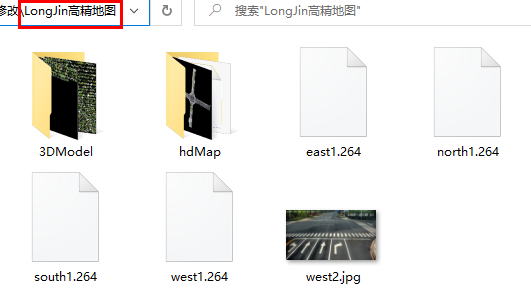 修改\LongJin高精地图
搜索"LongJin高精地图"
3DModel
hdMap
east1.264
north1.264
south1.264
west1.264
west2.jpg